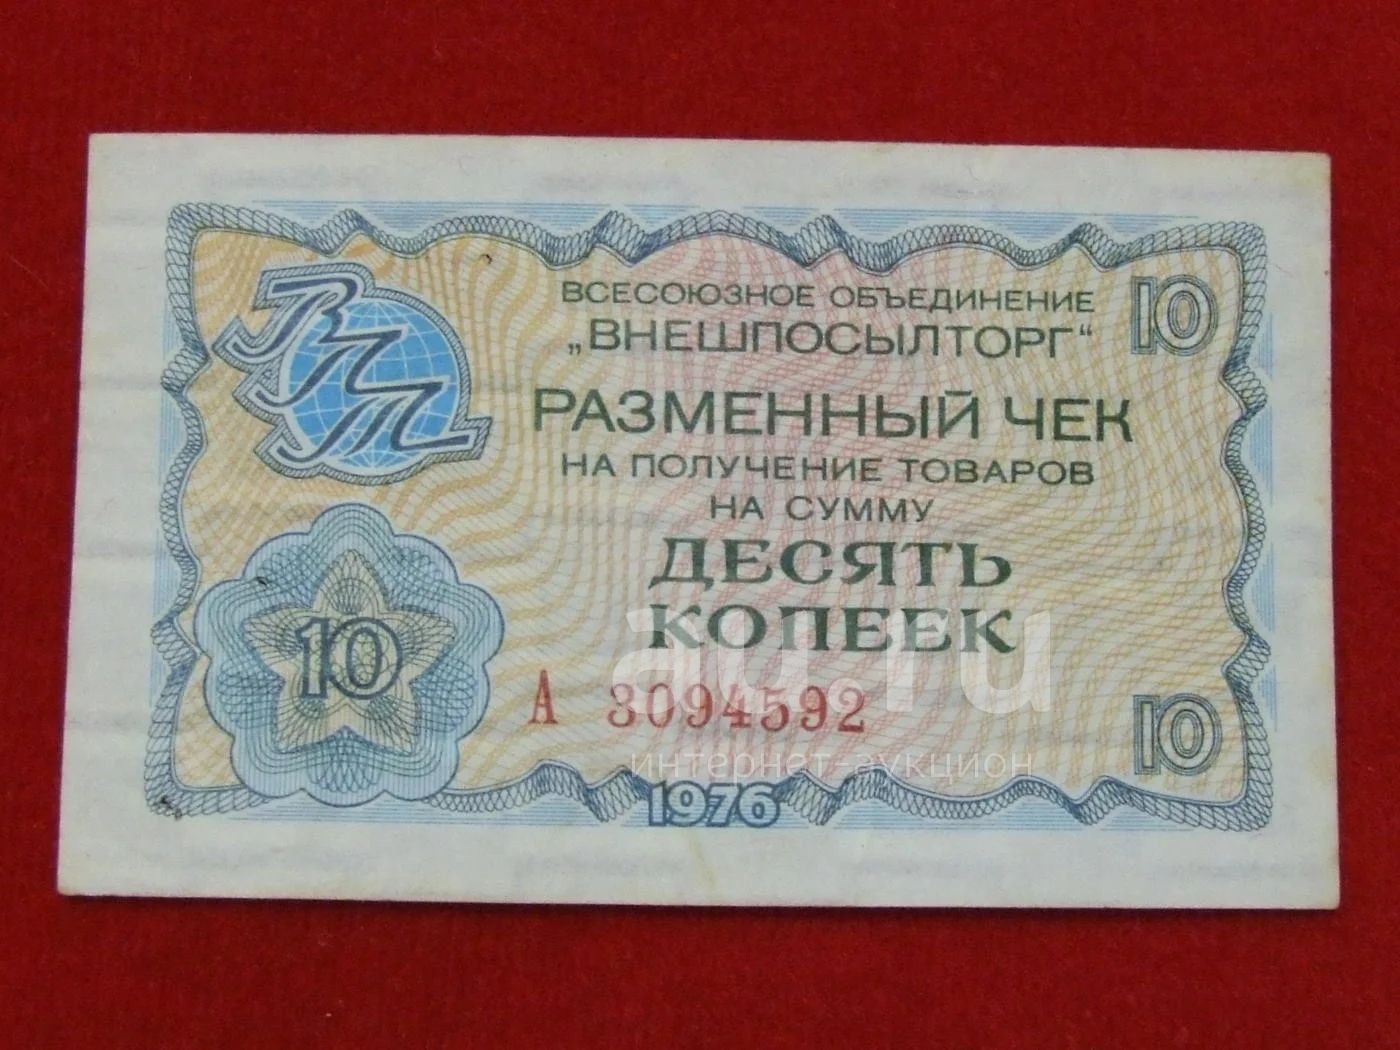 ВПТ
ВСЕСОЮЗНОЕ ОБЪЕДИНЕНИЕ
„ВНЕШПОСЫЛТОРГ“
10
РАЗМЕННЫЙ ЧЕК
НА ПОЛУЧЕНИЕ ТОВАРОВ
НА СУММУ
ДЕСЯТЬ
КОПЕЕК
10
А 3094592
10
1976
au.ru
интернет-аукцион